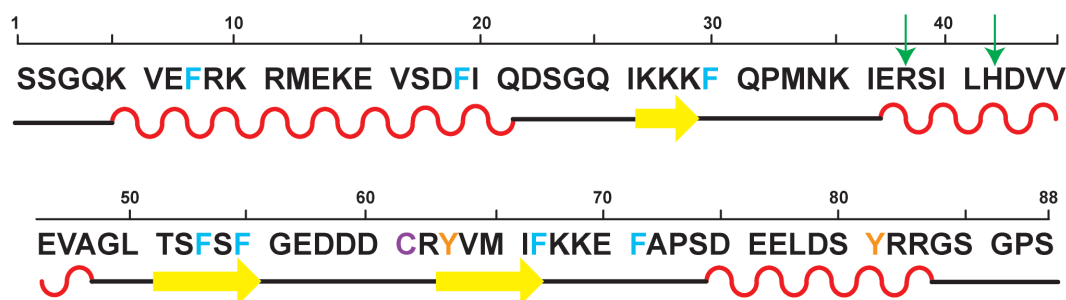 1 10 20 30 40
SSGQK VEFRK RMEKE VSDFI QDSGQ IKKKF QPMNK IERSI LHDVV
50 60 70 80 88
EVAGL TSFSF GEDDD CRYVM IFKKE FAPSD EELDS YRRGS GPS